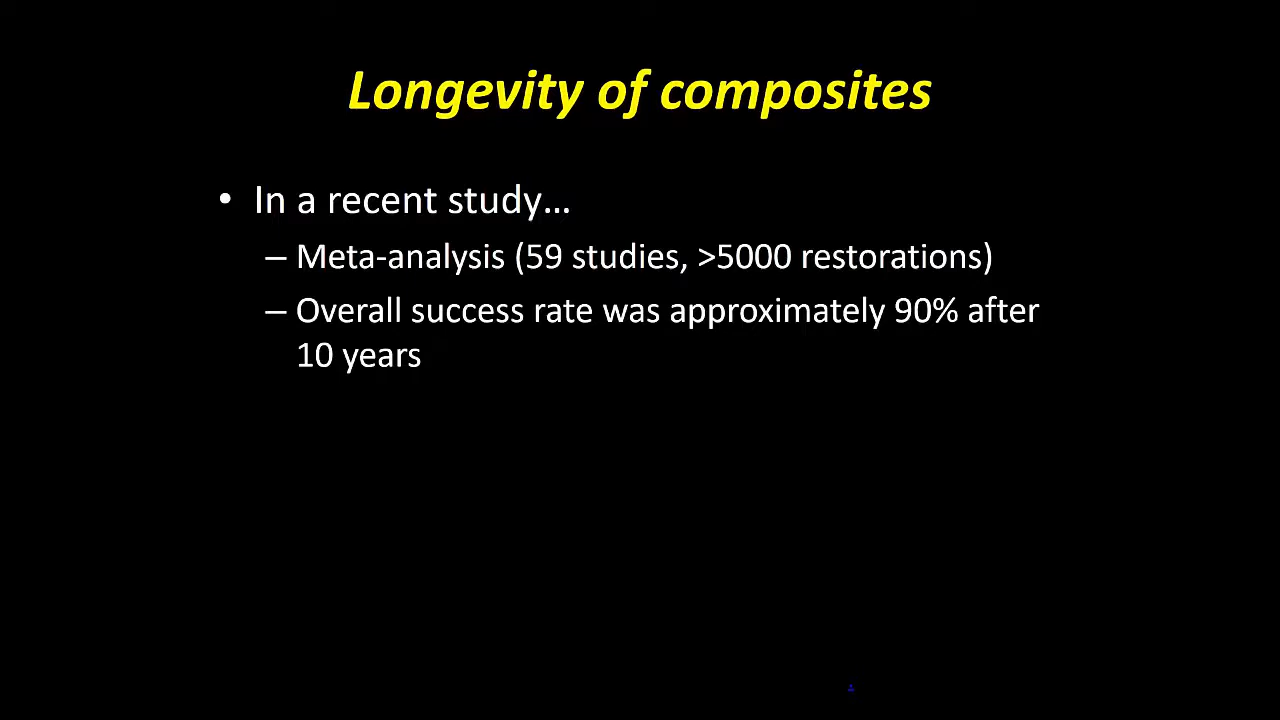 Longevity of composites
• In a recent study…
– Meta-analysis (59 studies, >5000 restorations)
– Overall success rate was approximately 90% after
10 years